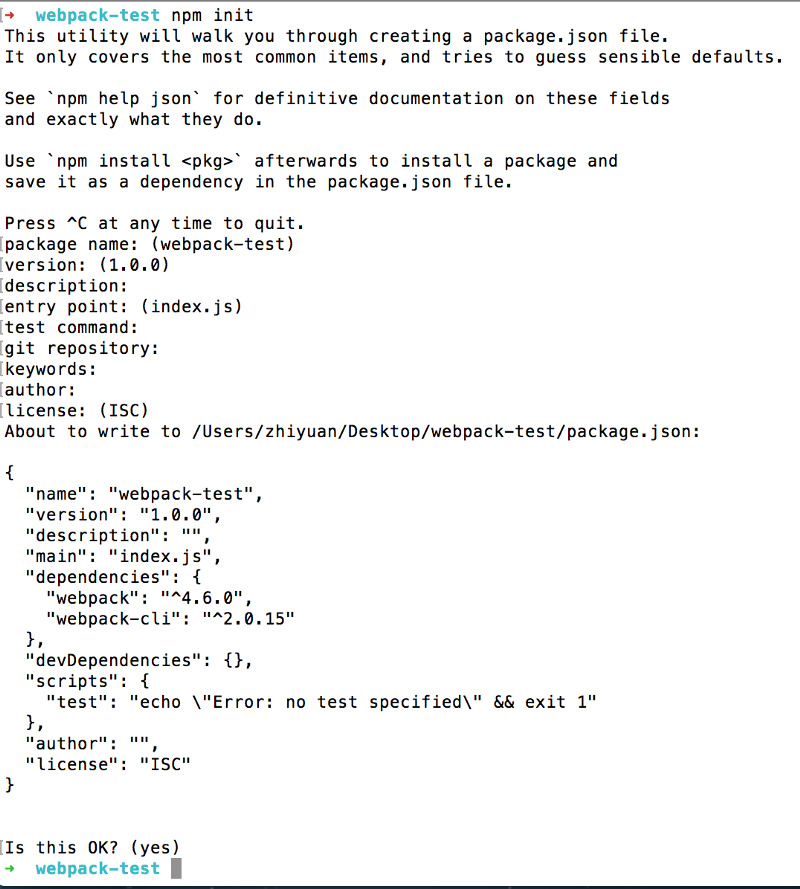 ➜ webpack-test npm init
This utility will walk you through creating a package.json file.
It only covers the most common items, and tries to guess sensible defaults.
See `npm help json` for definitive documentation on these fields
and exactly what they do.
Use `npm install <pkg>` afterwards to install a package and
save it as a dependency in the package.json file.
Press ^C at any time to quit.
package name: (webpack-test)
version: (1.0.0)
description:
entry point: (index.js)
test command:
git repository:
keywords:
author:
license: (ISC)
About to write to /Users/zhiyuan/Desktop/webpack-test/package.json:
{
  "name": "webpack-test",
  "version": "1.0.0",
  "description": "",
  "main": "index.js",
  "dependencies": {
    "webpack": "^4.6.0",
    "webpack-cli": "^2.0.15"
  },
  "devDependencies": {},
  "scripts": {
    "test": "echo \"Error: no test specified\" && exit 1"
  },
  "author": "",
  "license": "ISC"
}
Is this OK? (yes)
➜ webpack-test